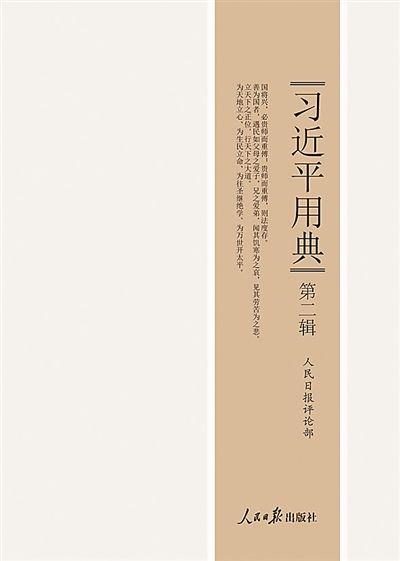 习近平用典
第二辑
人民日报评论部
国将兴，必贵师而重傅；贵师而重傅，则法度存。
善为国者，遇民如父母之爱子，兄之爱弟，闻其饥寒为之哀，见其劳苦为之悲。
立天下之正位，行天下之大道。
为天地立心，为生民立命，为往圣继绝学，为万世开太平。
人民日报出版社